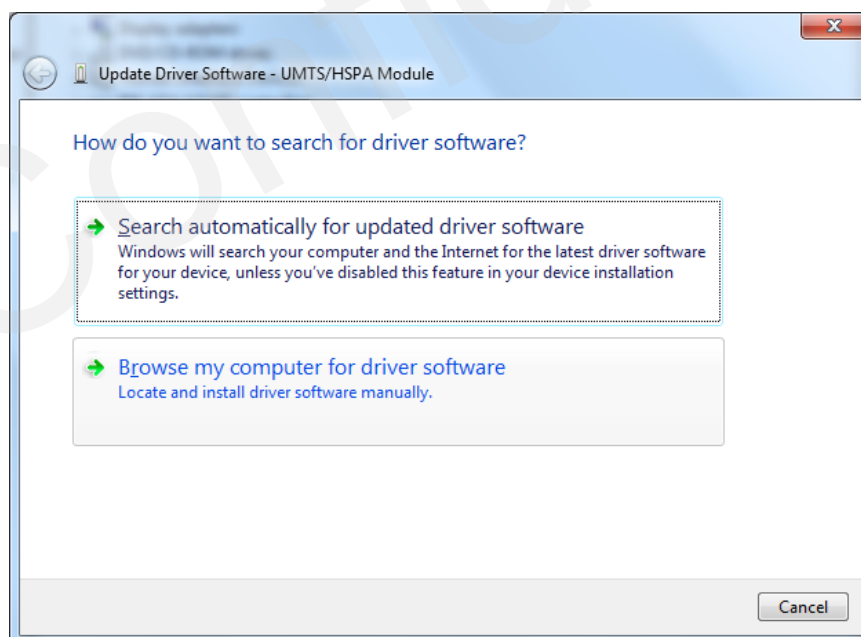 Display adapters
Update Driver Software - UMTS/HSPA Module
How do you want to search for driver software?
Search automatically for updated driver software
Windows will search your computer and the Internet for the latest driver software
for your device, unless you've disabled this feature in your device installation
settings.
Browse my computer for driver software
Locate and install driver software manually.
Cancel